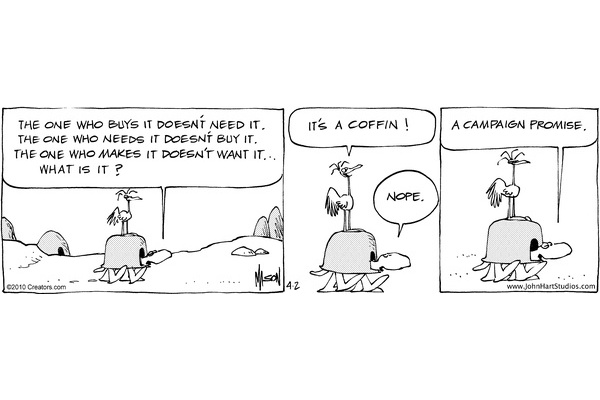 THE ONE WHO BUYS IT DOESN'T NEED IT.
THE ONE WHO NEEDS IT DOESN'T BUY IT.
THE ONE WHO MAKES IT DOESN'T WANT IT...
WHAT IS IT?
©2010 Creators.com
MASON
4-2
IT'S A COFFIN!
NOPE.
A CAMPAIGN PROMISE.
www.JohnHartStudios.com